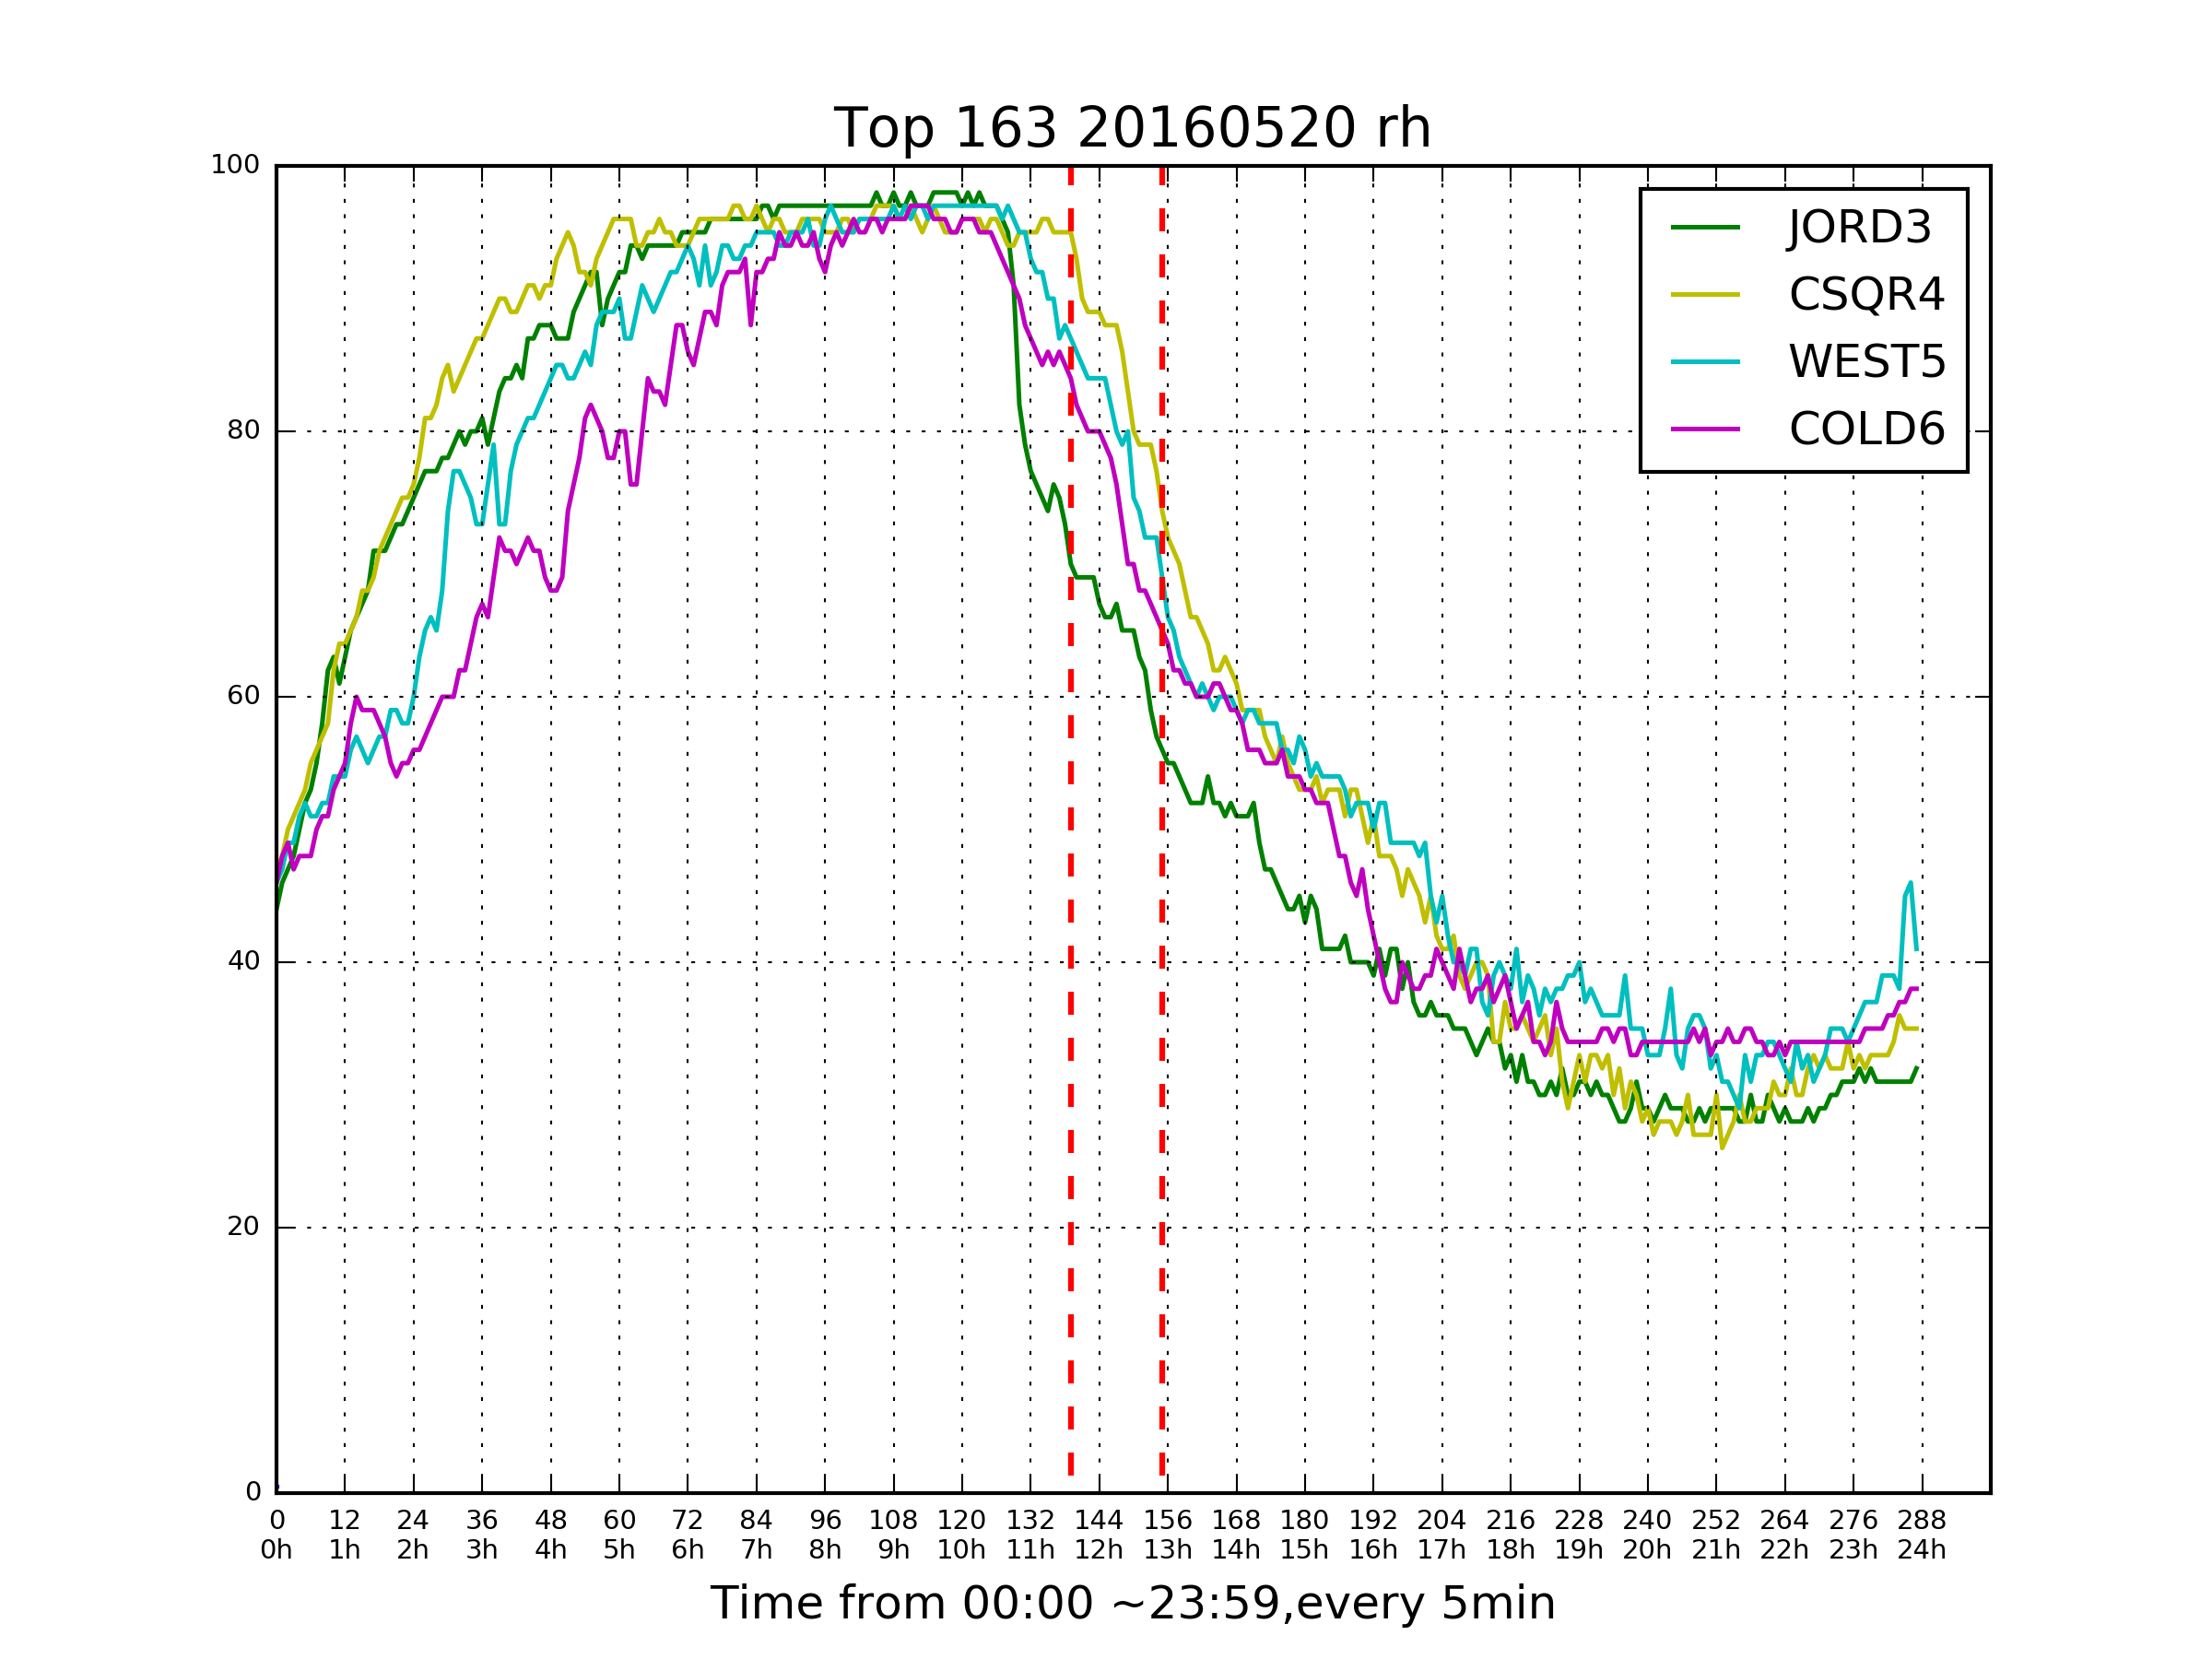 Top 163 20160520 rh
100
80
60
40
20
0
JORD3
CSQR4
WEST5
COLD6
0 12 24 36 48 60 72 84 96 108 120 132 144 156 168 180 192 204 216 228 240 252 264 276 288
0h 1h 2h 3h 4h 5h 6h 7h 8h 9h 10h 11h 12h 13h 14h 15h 16h 17h 18h 19h 20h 21h 22h 23h 24h
Time from 00:00 ~23:59,every 5min